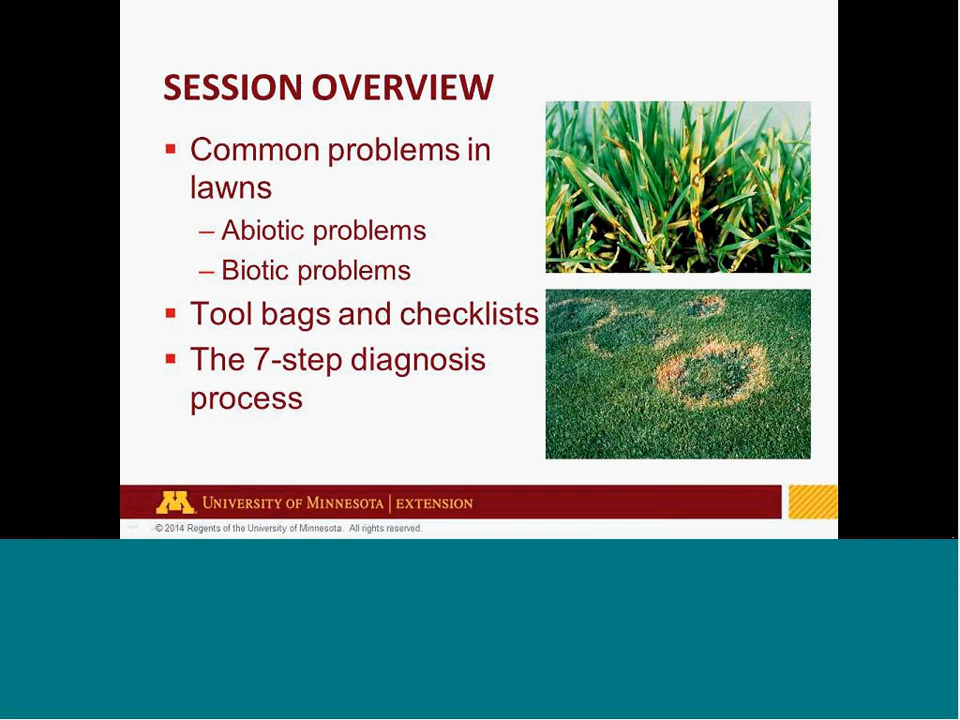 SESSION OVERVIEW
▪ Common problems in
lawns
– Abiotic problems
– Biotic problems
▪ Tool bags and checklists
▪ The 7-step diagnosis
process
M UNIVERSITY OF MINNESOTA | EXTENSION
© 2014 Regents of the University of Minnesota. All rights reserved.